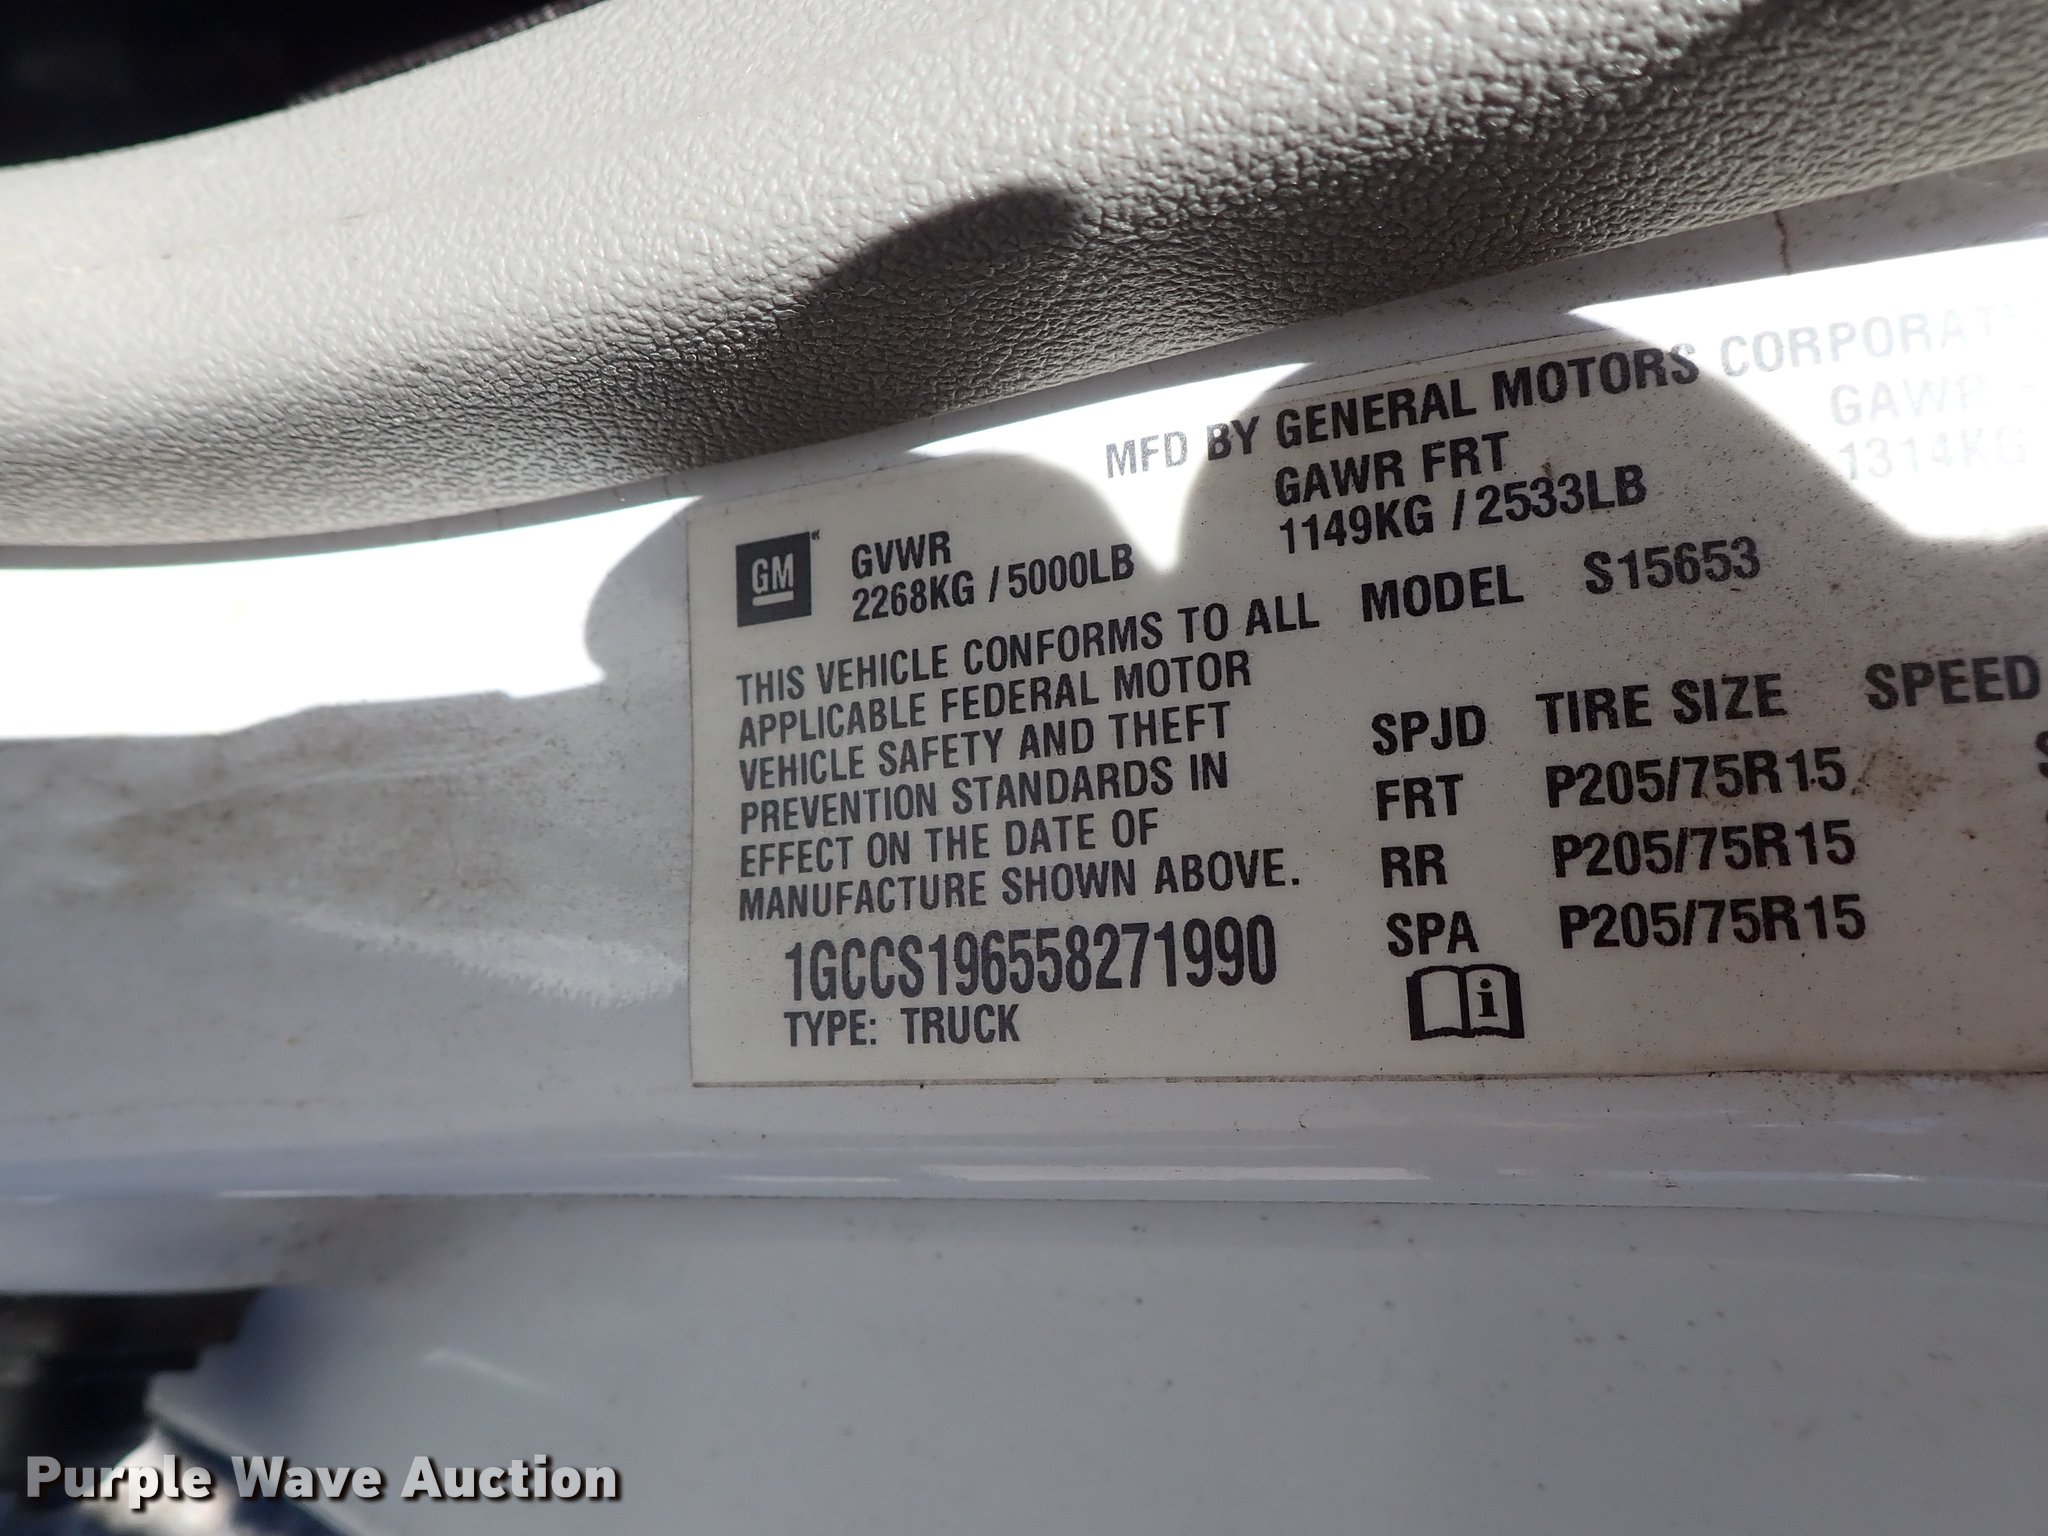 MFD BY GENERAL MOTORS CORPORAT
GM
GVWR GAWR FRT GAWR
2268KG / 5000LB 1149KG / 2533LB 1314KG
THIS VEHICLE CONFORMS TO ALL
APPLICABLE FEDERAL MOTOR
VEHICLE SAFETY AND THEFT
PREVENTION STANDARDS IN
EFFECT ON THE DATE OF
MANUFACTURE SHOWN ABOVE.
1GCCS196558271990
TYPE: TRUCK
MODEL S15653
SPJD TIRE SIZE SPEED
FRT P205/75R15
RR P205/75R15
SPA P205/75R15
i
Purple Wave Auction